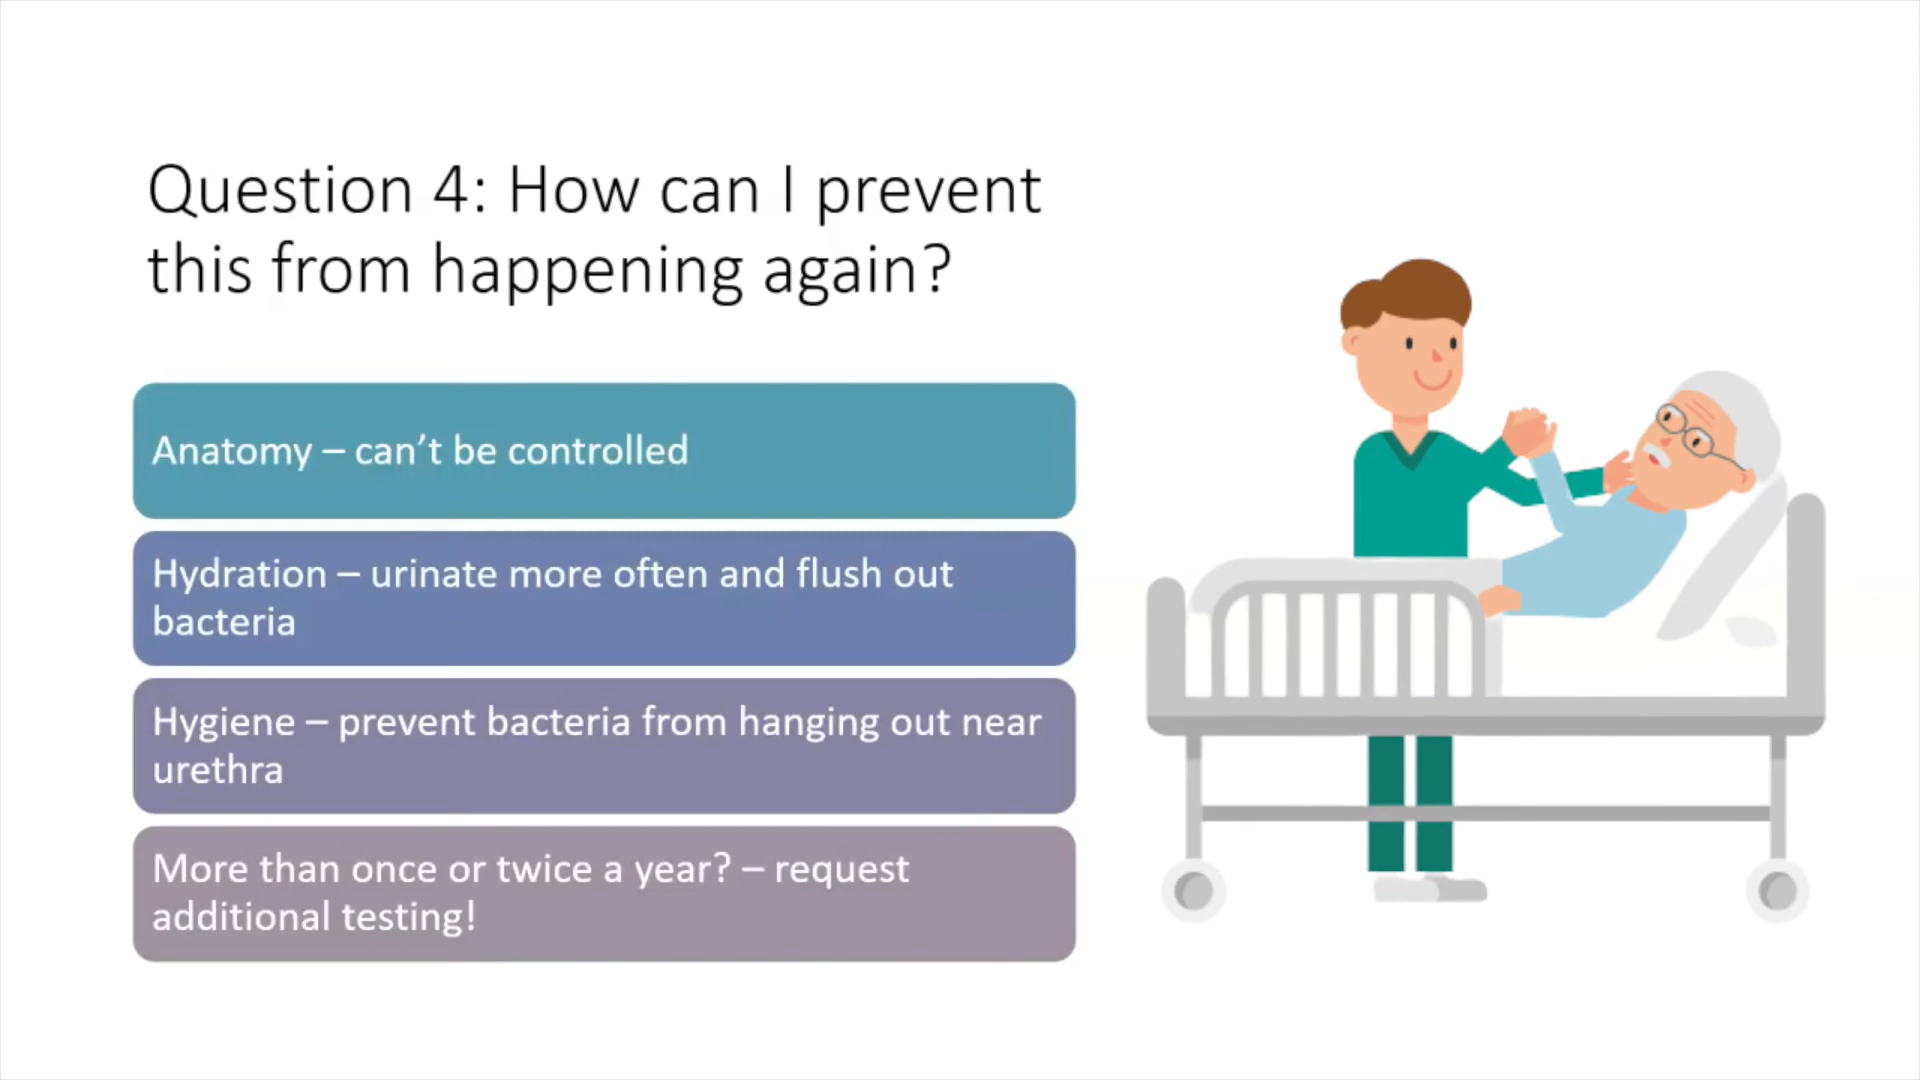 Question 4: How can I prevent
this from happening again?
Anatomy – can’t be controlled
Hydration – urinate more often and flush out
bacteria
Hygiene – prevent bacteria from hanging out near
urethra
More than once or twice a year? – request
additional testing!